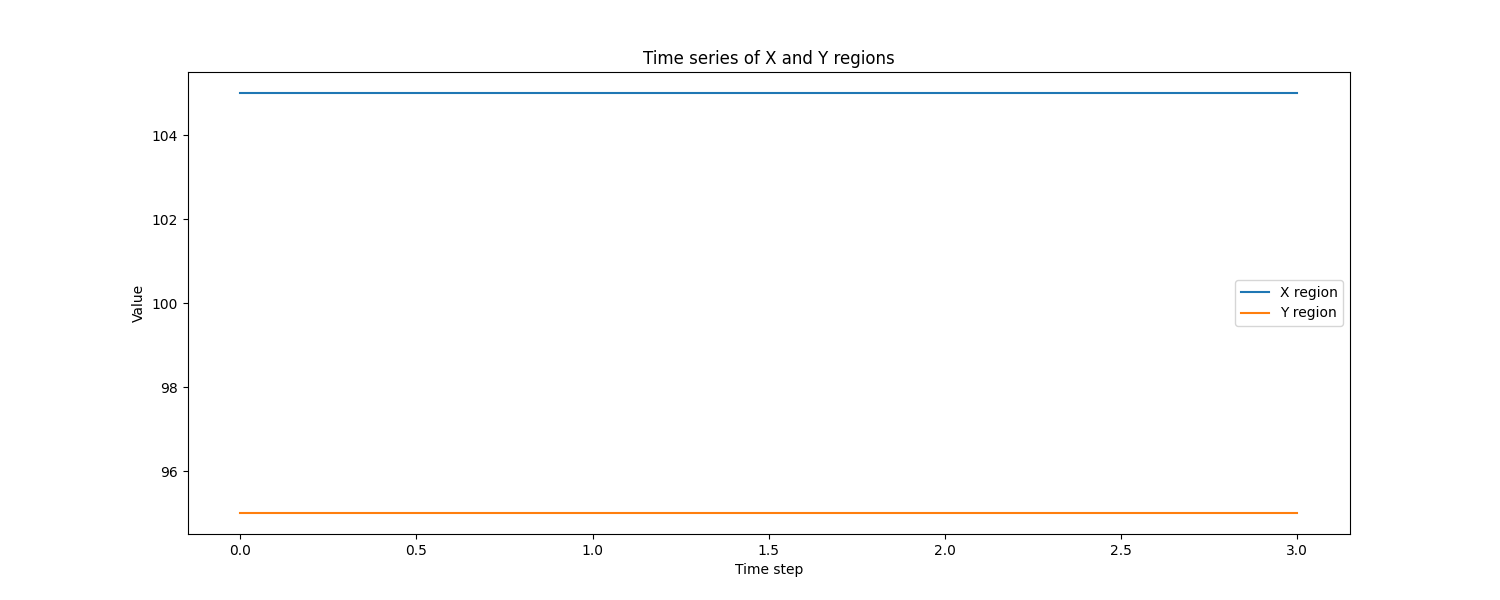 Time series of X and Y regions
104
102
100
98
96
Value
X region
Y region
0.0 0.5 1.0 1.5 2.0 2.5 3.0
Time step